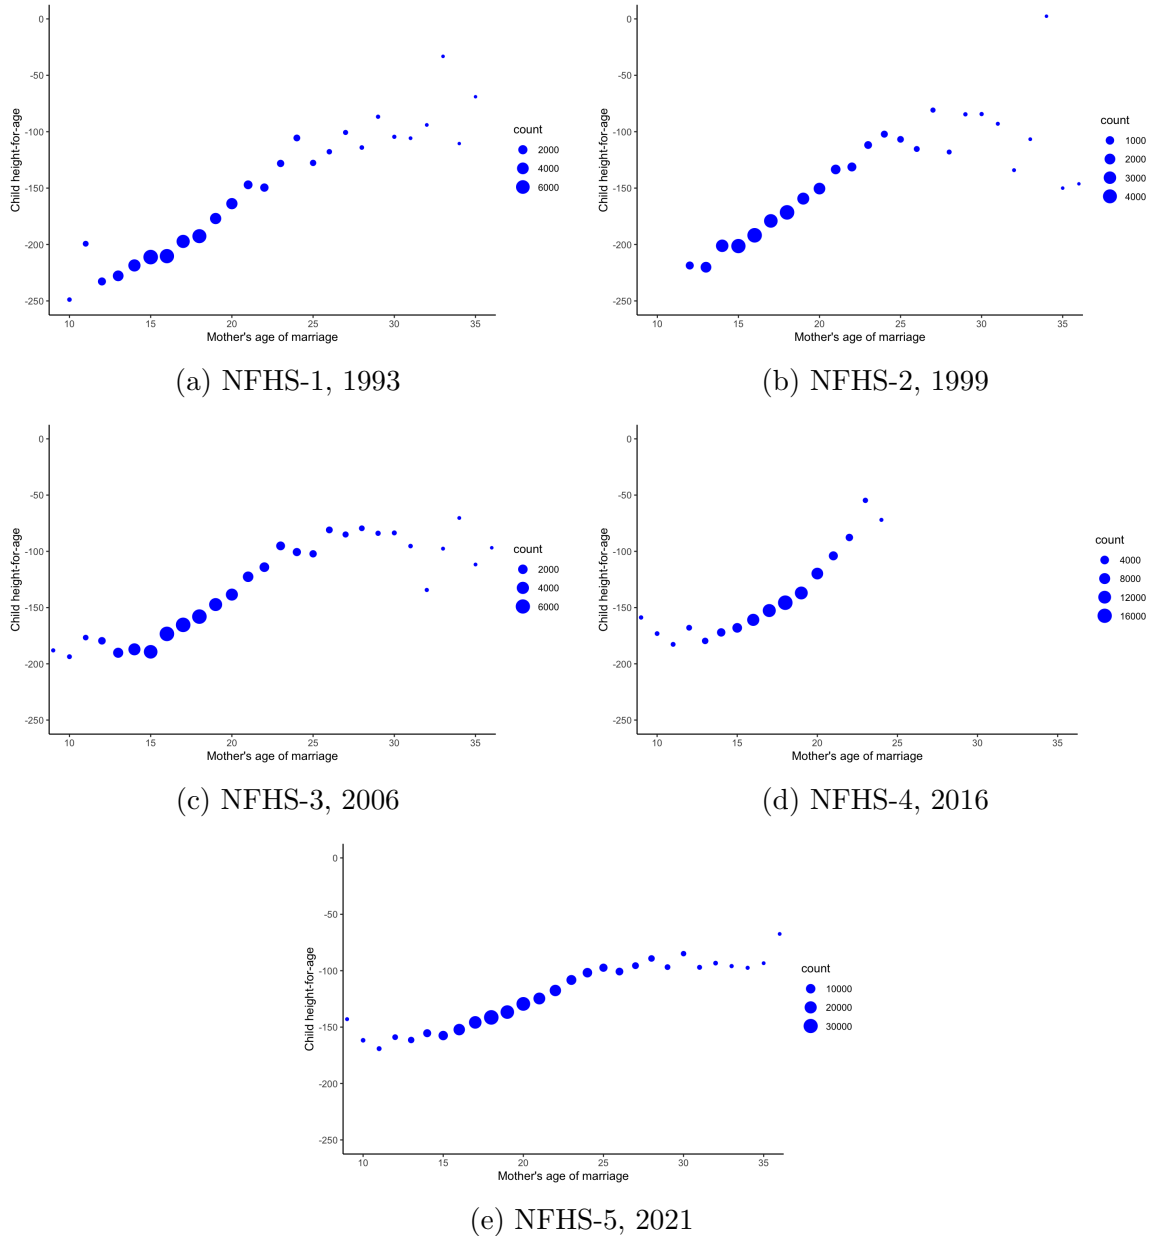 0
-50
-100
-150
-200
-250
Child height-for-age
10 15 20 25 30 35
Mother's age of marriage
count
2000
4000
6000
(a) NFHS-1, 1993
0
-50
-100
-150
-200
-250
Child height-for-age
10 15 20 25 30 35
Mother's age of marriage
count
1000
2000
3000
4000
(b) NFHS-2, 1999
0
-50
-100
-150
-200
-250
Child height-for-age
10 15 20 25 30 35
Mother's age of marriage
count
2000
4000
6000
(c) NFHS-3, 2006
0
-50
-100
-150
-200
-250
Child height-for-age
10 15 20 25 30 35
Mother's age of marriage
count
4000
8000
12000
16000
(d) NFHS-4, 2016
0
-50
-100
-150
-200
-250
Child height-for-age
10 15 20 25 30 35
Mother's age of marriage
count
10000
20000
30000
(e) NFHS-5, 2021